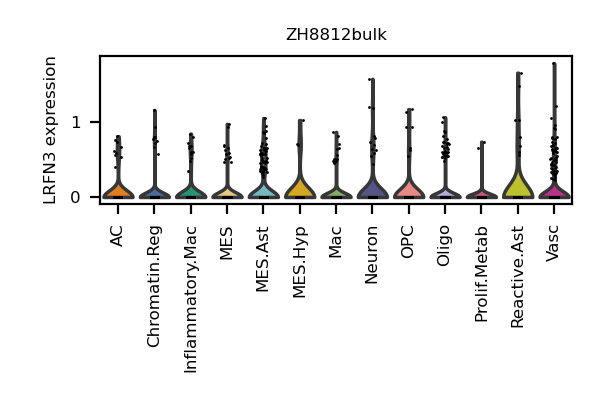 ZH8812bulk
LRFN3 expression
1
0
AC
Chromatin.Reg
Inflammatory.Mac
MES
MES.Ast
MES.Hyp
Mac
Neuron
OPC
Oligo
Prolif.Metab
Reactive.Ast
Vasc